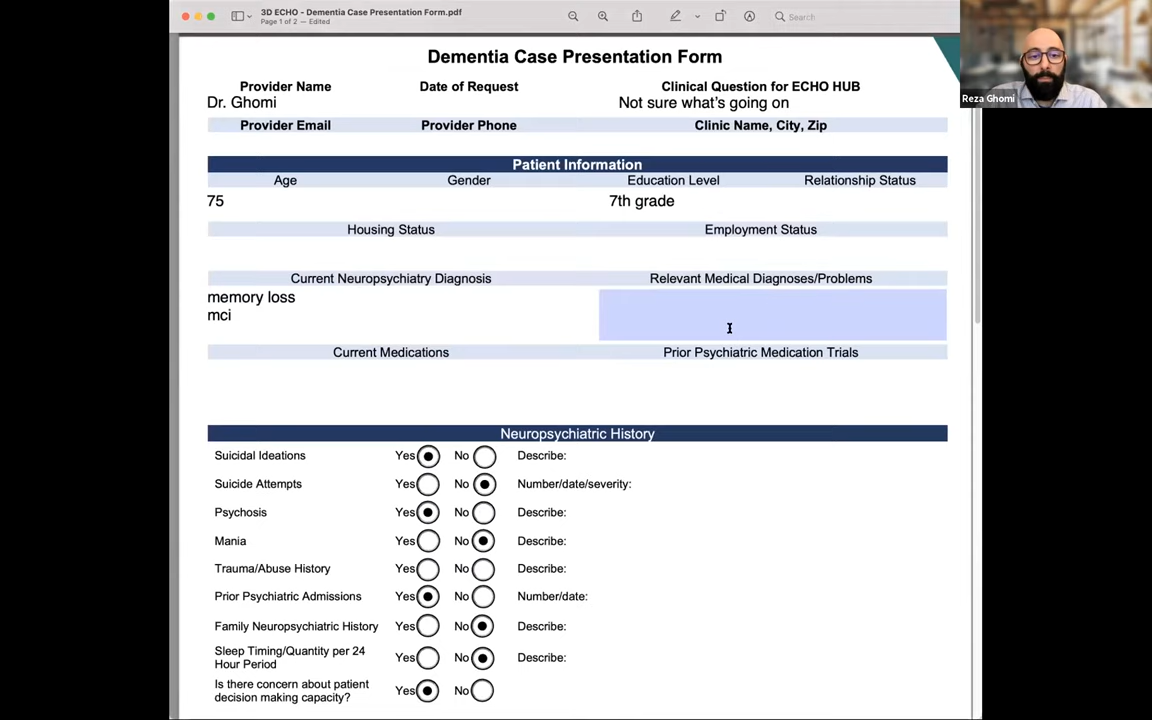 3D ECHO - Dementia Case Presentation Form.pdf
Page 1 of 2 — Edited
Search
Reza Ghomi
Dementia Case Presentation Form
Provider Name Date of Request Clinical Question for ECHO HUB
Dr. Ghomi Not sure what's going on
Provider Email Provider Phone Clinic Name, City, Zip
Patient Information
Age Gender Education Level Relationship Status
75 7th grade
Housing Status Employment Status
Current Neuropsychiatry Diagnosis Relevant Medical Diagnoses/Problems
memory loss
mci
Current Medications Prior Psychiatric Medication Trials
Neuropsychiatric History
Suicidal Ideations Yes No Describe:
Suicide Attempts Yes No Number/date/severity:
Psychosis Yes No Describe:
Mania Yes No Describe:
Trauma/Abuse History Yes No Describe:
Prior Psychiatric Admissions Yes No Number/date:
Family Neuropsychiatric History Yes No Describe:
Sleep Timing/Quantity per 24
Hour Period Yes No Describe:
Is there concern about patient
decision making capacity? Yes No